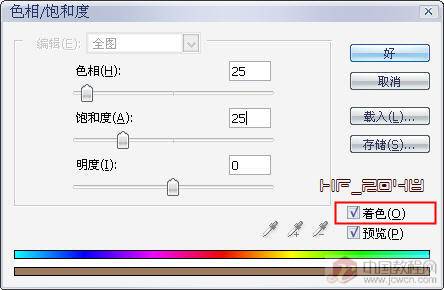 色相/饱和度
编辑(E): 全图
好
色相(H): 25
取消
饱和度(A): 25
载入(L)...
存储(S)...
明度(I): 0
HF_2048
着色(O)
预览(P)
中国教程网
www.jcwcn.com